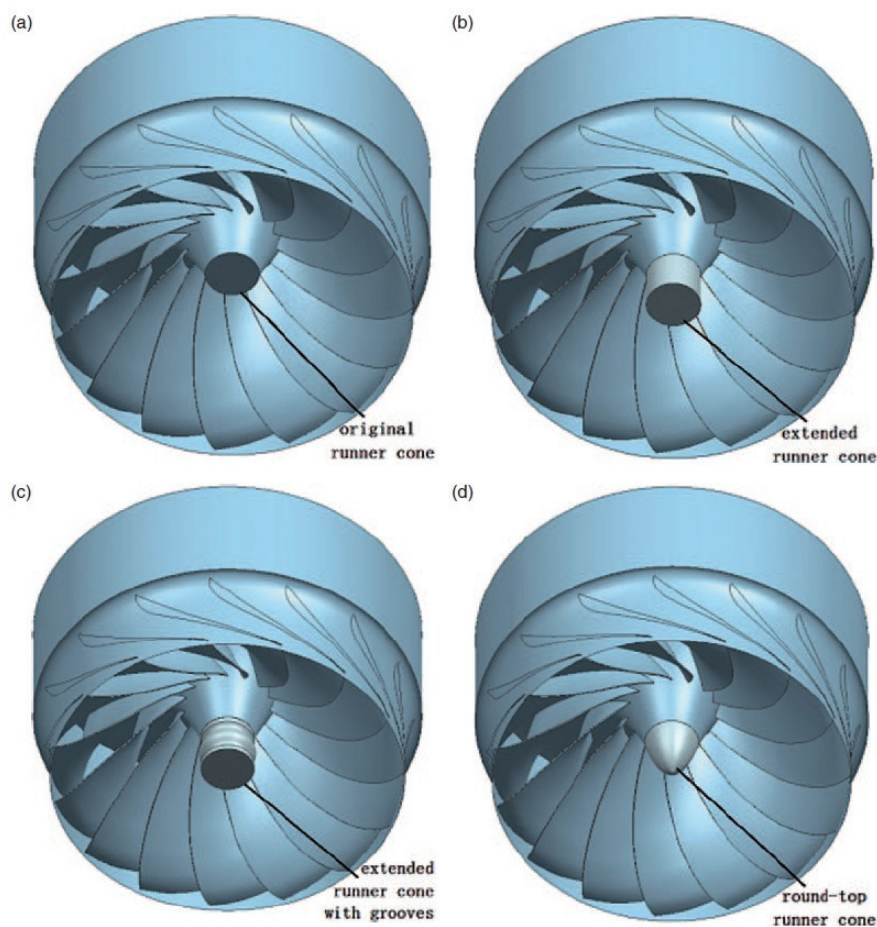 (a)
(b)
original
runner cone
extended
runner cone
(c)
(d)
extended
runner cone
with grooves
round-top
runner cone